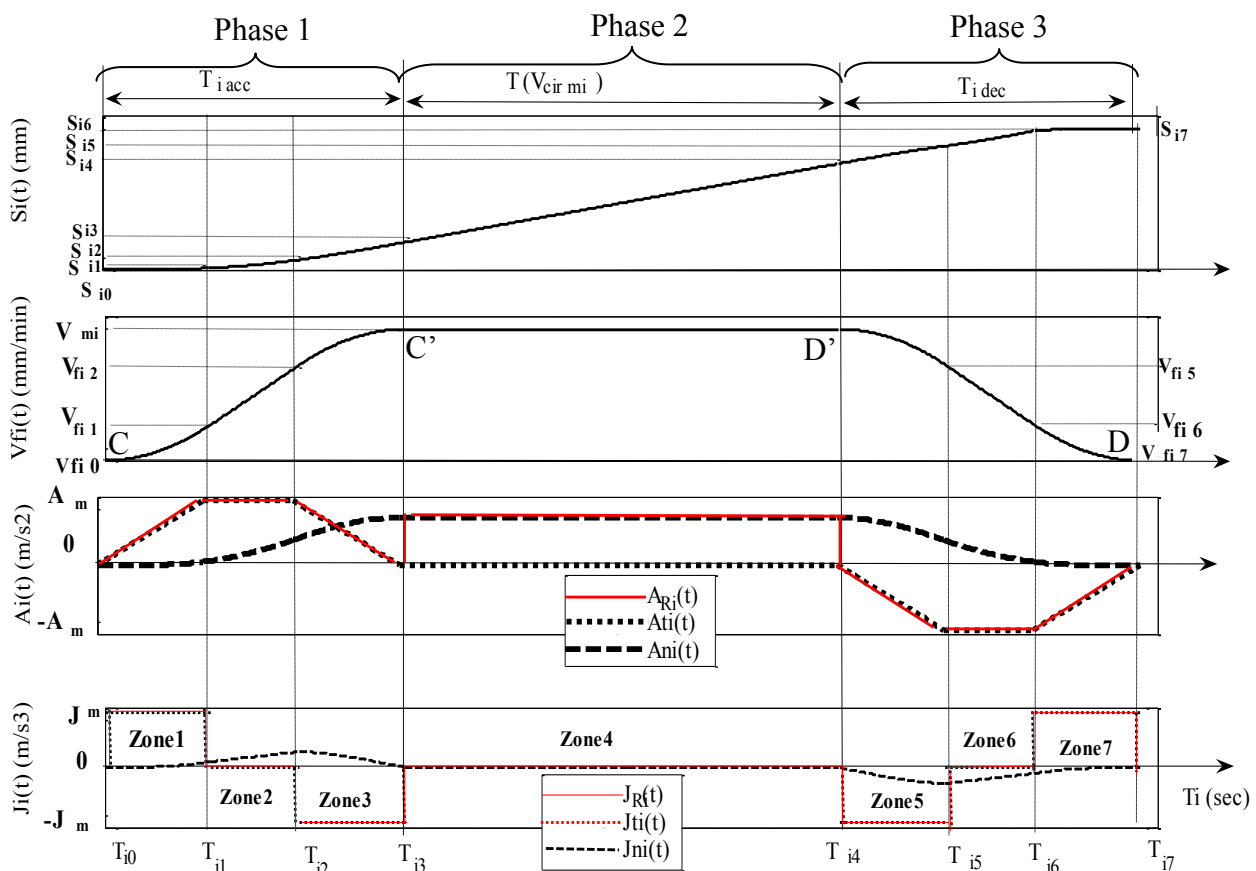 Phase 1
Phase 2
Phase 3
T i acc
T (V cir mi )
T i dec
Si(t) (mm)
S i6
S i5
S i4
S i3
S i2
S i1
S i0
S i7
Vfi(t) (mm/min)
V mi
V fi 2
V fi 1
Vfi 0
C
C'
D'
D
V fi 5
V fi 6
V fi 7
Ai(t) (m/s2)
A m
0
-A m
A Ri(t)
Ati(t)
Ani(t)
Ji(t) (m/s3)
J m
0
-J m
Zone1
Zone2
Zone3
Zone4
Zone5
Zone6
Zone7
J Ri(t)
Jti(t)
Jni(t)
Ti (sec)
T i0
T i1
T i2
T i3
T i4
T i5
T i6
T i7